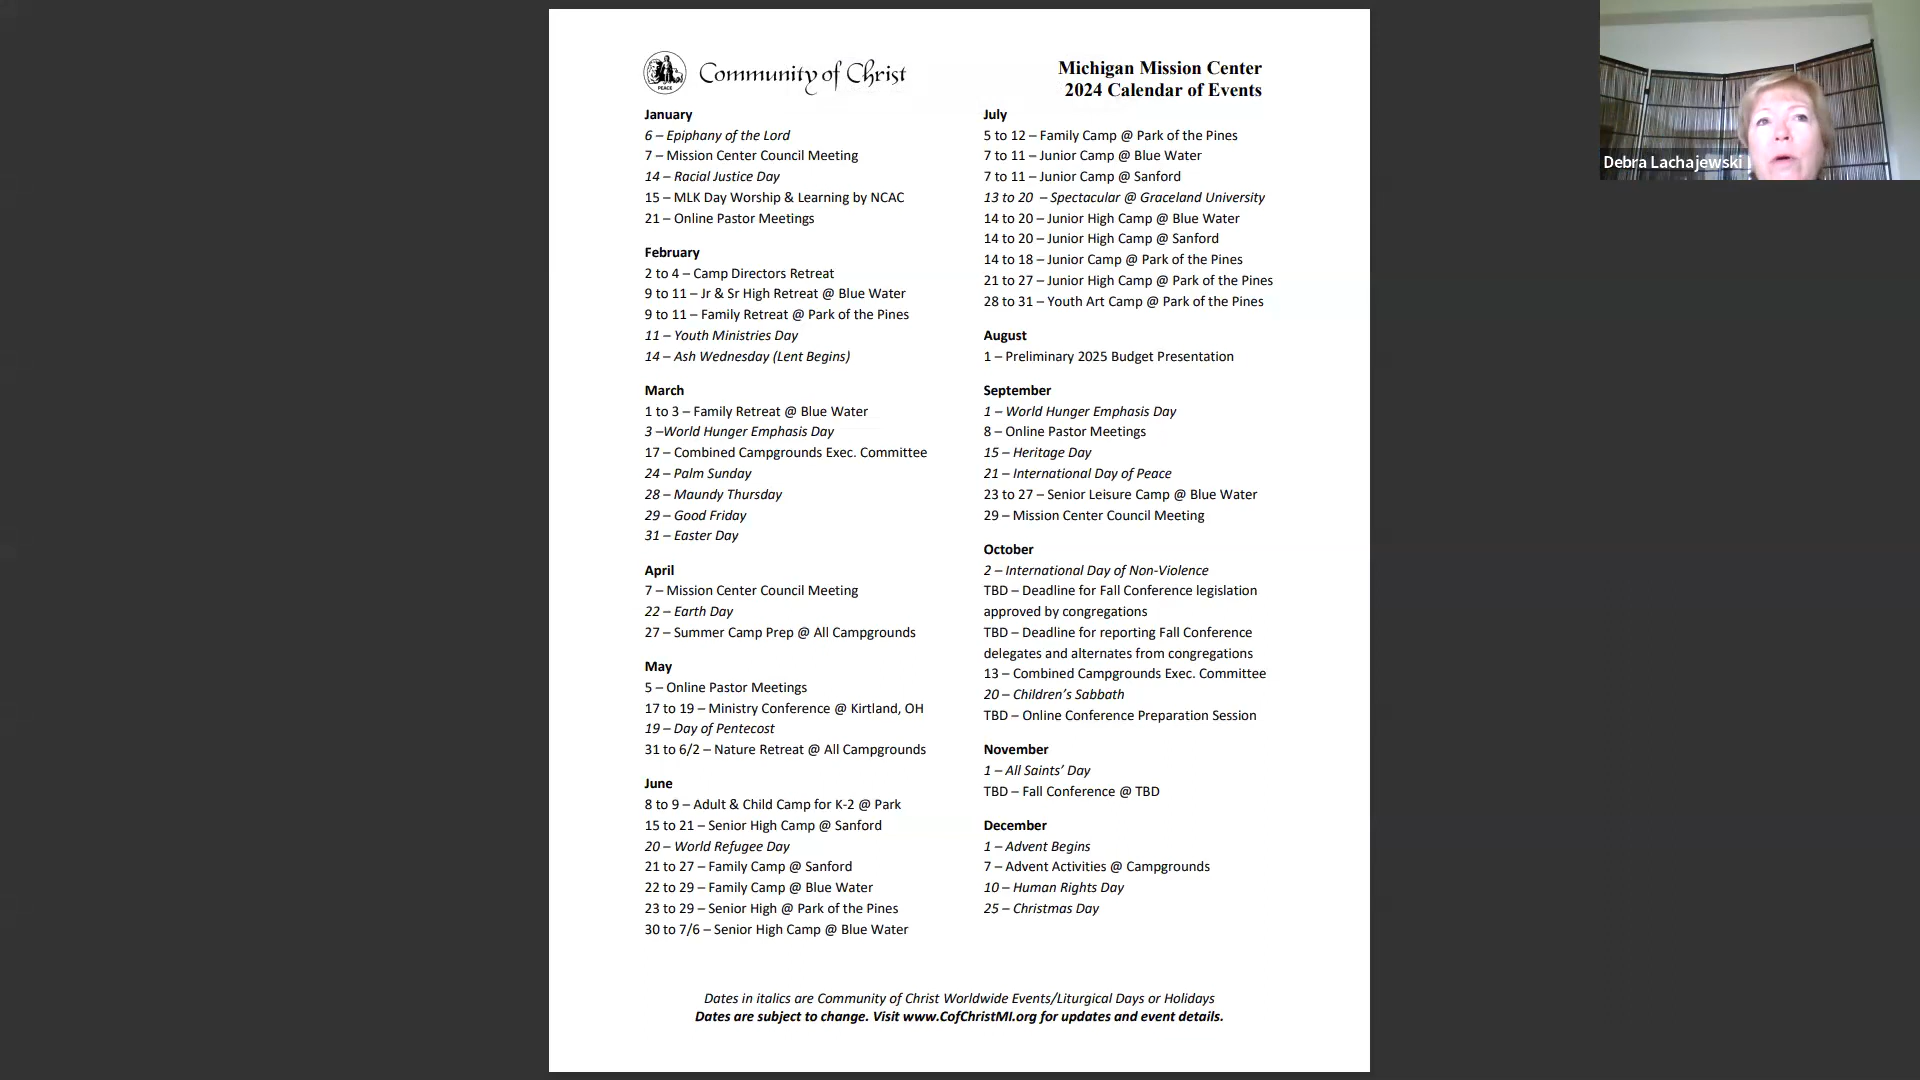 PEACE
Community of Christ
Michigan Mission Center
2024 Calendar of Events
January
6 – Epiphany of the Lord
7 – Mission Center Council Meeting
14 – Racial Justice Day
15 – MLK Day Worship & Learning by NCAC
21 – Online Pastor Meetings
February
2 to 4 – Camp Directors Retreat
9 to 11 – Jr & Sr High Retreat @ Blue Water
9 to 11 – Family Retreat @ Park of the Pines
11 – Youth Ministries Day
14 – Ash Wednesday (Lent Begins)
March
1 to 3 – Family Retreat @ Blue Water
3 –World Hunger Emphasis Day
17 – Combined Campgrounds Exec. Committee
24 – Palm Sunday
28 – Maundy Thursday
29 – Good Friday
31 – Easter Day
April
7 – Mission Center Council Meeting
22 – Earth Day
27 – Summer Camp Prep @ All Campgrounds
May
5 – Online Pastor Meetings
17 to 19 – Ministry Conference @ Kirtland, OH
19 – Day of Pentecost
31 to 6/2 – Nature Retreat @ All Campgrounds
June
8 to 9 – Adult & Child Camp for K-2 @ Park
15 to 21 – Senior High Camp @ Sanford
20 – World Refugee Day
21 to 27 – Family Camp @ Sanford
22 to 29 – Family Camp @ Blue Water
23 to 29 – Senior High @ Park of the Pines
30 to 7/6 – Senior High Camp @ Blue Water
July
5 to 12 – Family Camp @ Park of the Pines
7 to 11 – Junior Camp @ Blue Water
7 to 11 – Junior Camp @ Sanford
13 to 20 – Spectacular @ Graceland University
14 to 20 – Junior High Camp @ Blue Water
14 to 20 – Junior High Camp @ Sanford
14 to 18 – Junior Camp @ Park of the Pines
21 to 27 – Junior High Camp @ Park of the Pines
28 to 31 – Youth Art Camp @ Park of the Pines
August
1 – Preliminary 2025 Budget Presentation
September
1 – World Hunger Emphasis Day
8 – Online Pastor Meetings
15 – Heritage Day
21 – International Day of Peace
23 to 27 – Senior Leisure Camp @ Blue Water
29 – Mission Center Council Meeting
October
2 – International Day of Non-Violence
TBD – Deadline for Fall Conference legislation
approved by congregations
TBD – Deadline for reporting Fall Conference
delegates and alternates from congregations
13 – Combined Campgrounds Exec. Committee
20 – Children’s Sabbath
TBD – Online Conference Preparation Session
November
1 – All Saints’ Day
TBD – Fall Conference @ TBD
December
1 – Advent Begins
7 – Advent Activities @ Campgrounds
10 – Human Rights Day
25 – Christmas Day
Dates in italics are Community of Christ Worldwide Events/Liturgical Days or Holidays
Dates are subject to change. Visit www.CofChristMI.org for updates and event details.
Debra Lachajewski